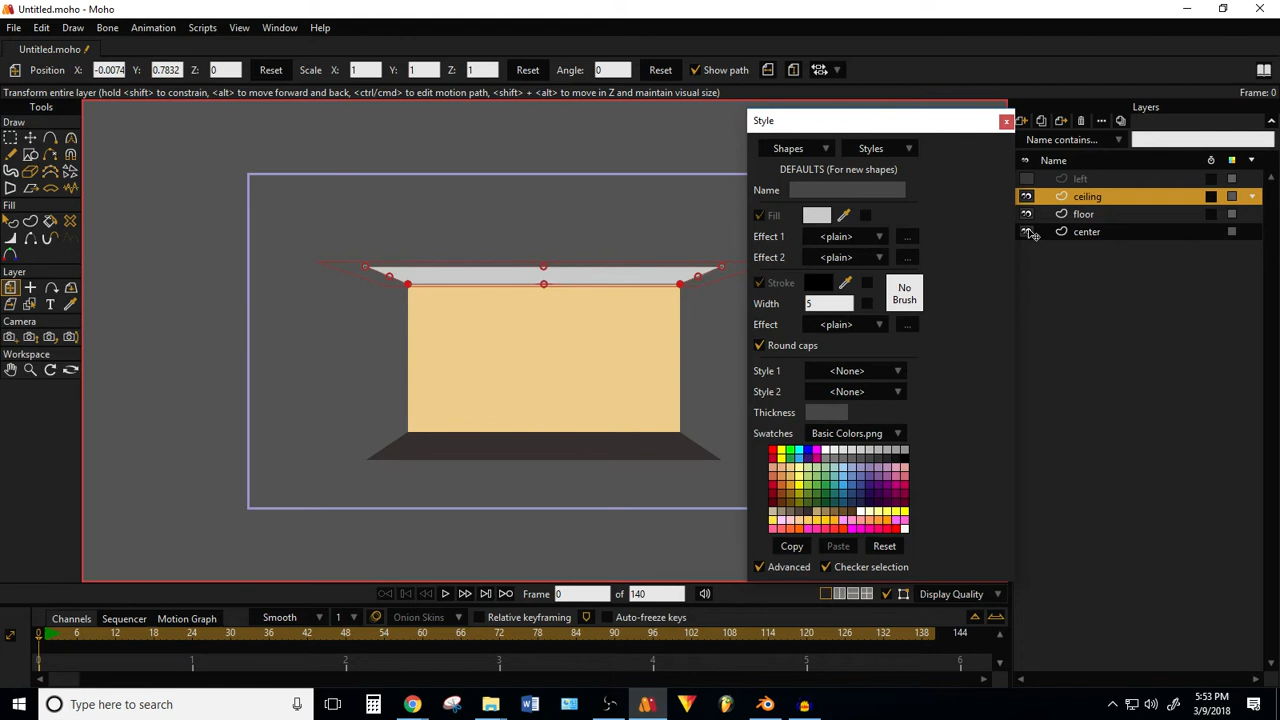 Untitled.moho - Moho
File Edit Draw Bone Animation Scripts View Window Help
Untitled.moho
Position X: -0.0074 Y: 0.7832 Z: 0 Reset Scale X: 1 Y: 1 Z: 1 Reset Angle: 0 Reset Show path
Transform entire layer (hold <shift> to constrain, <alt> to move forward and back, <ctrl/cmd> to edit motion path, <shift> + <alt> to move in Z and maintain visual size)
Frame: 0
Tools
Draw
Fill
Layer
Camera
Workspace
Style
Shapes Styles
DEFAULTS (For new shapes)
Name
Fill
Effect 1 <plain> ...
Effect 2 <plain> ...
Stroke
No Brush
Width 5
Effect <plain> ...
Round caps
Style 1 <None>
Style 2 <None>
Thickness
Swatches Basic Colors.png
Copy Paste Reset
Advanced Checker selection
Layers
Name contains...
Name
left
ceiling
floor
center
Frame 0 of 140 Display Quality
Channels Sequencer Motion Graph Smooth 1 Onion Skins Relative keyframing Auto-freeze keys
0 6 12 18 24 30 36 42 48 54 60 66 72 78 84 90 96 102 108 114 120 126 132 138 144
0 1 2 3 4 5 6
Type here to search
5:53 PM
3/9/2018